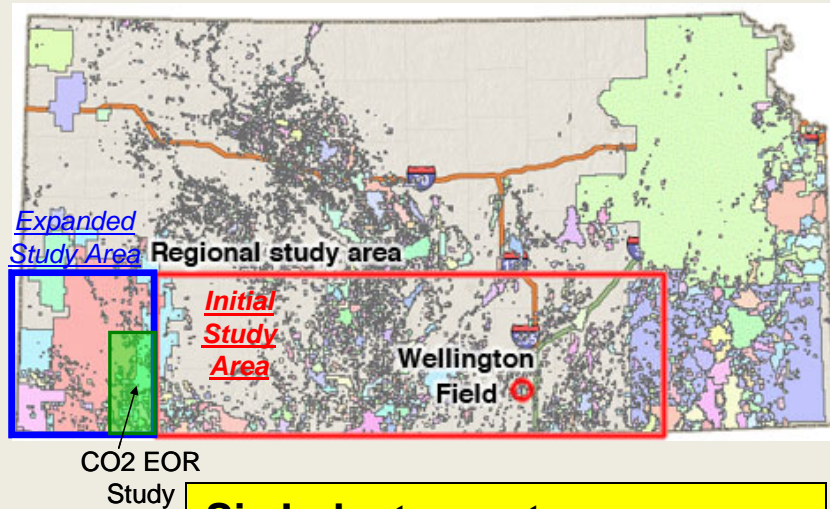 Expanded
Study Area
Regional study area
Initial
Study
Area
Wellington
Field
CO2 EOR
Study